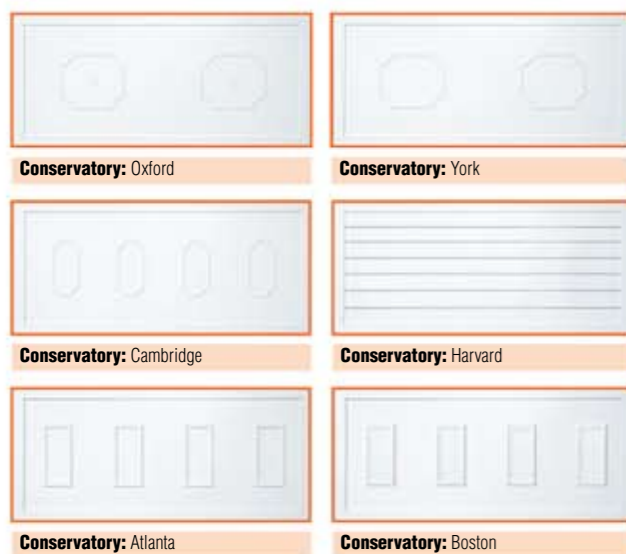 Conservatory: Oxford
Conservatory: York
Conservatory: Cambridge
Conservatory: Harvard
Conservatory: Atlanta
Conservatory: Boston